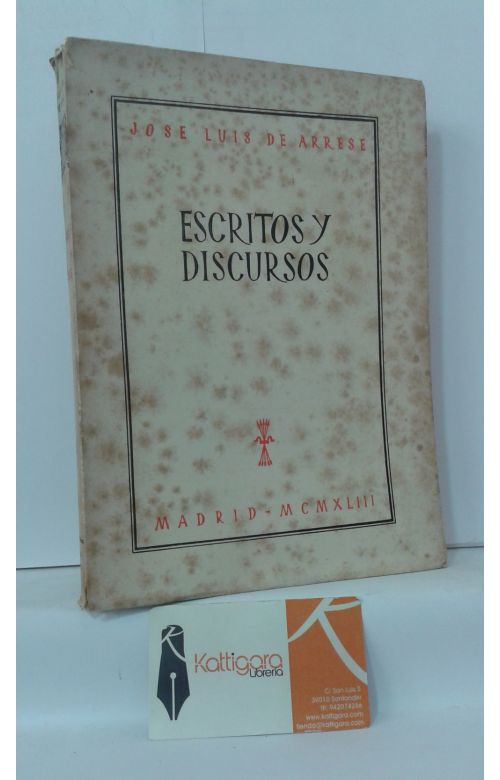 JOSE LUIS DE ARRESE
ESCRITOS Y
DISCURSOS
MADRID - MCMXLIII
Kattigara
Librería
C/ San Luis 5
39010 Santander
www.kattigara.com
tienda@kattigara.com